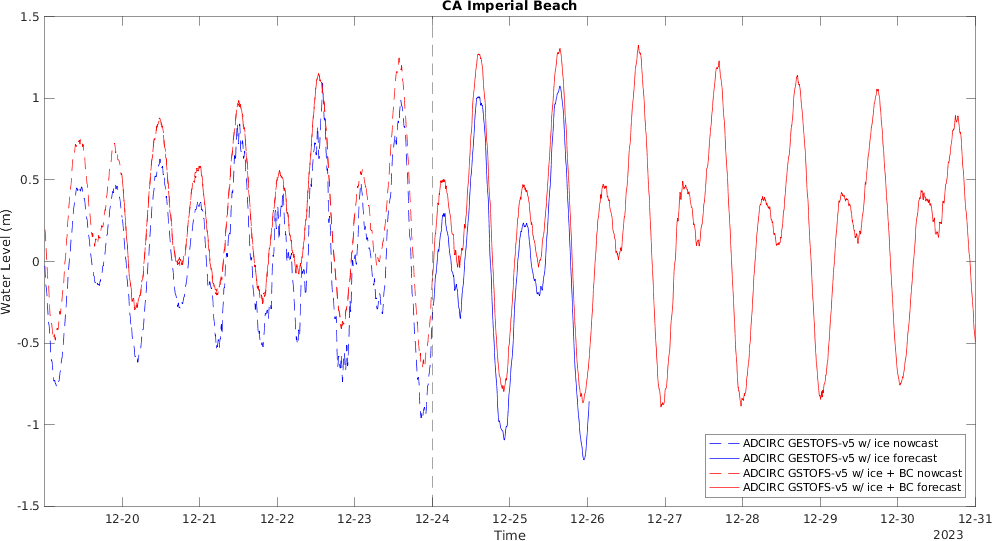 CA Imperial Beach
1.5
1
0.5
0
-0.5
-1
-1.5
Water Level (m)
12-20 12-21 12-22 12-23 12-24 12-25 12-26 12-27 12-28 12-29 12-30 12-31
Time
2023
ADCIRC GESTOFS-v5 w/ ice nowcast
ADCIRC GESTOFS-v5 w/ ice forecast
ADCIRC GSTOFS-v5 w/ ice + BC nowcast
ADCIRC GSTOFS-v5 w/ ice + BC forecast